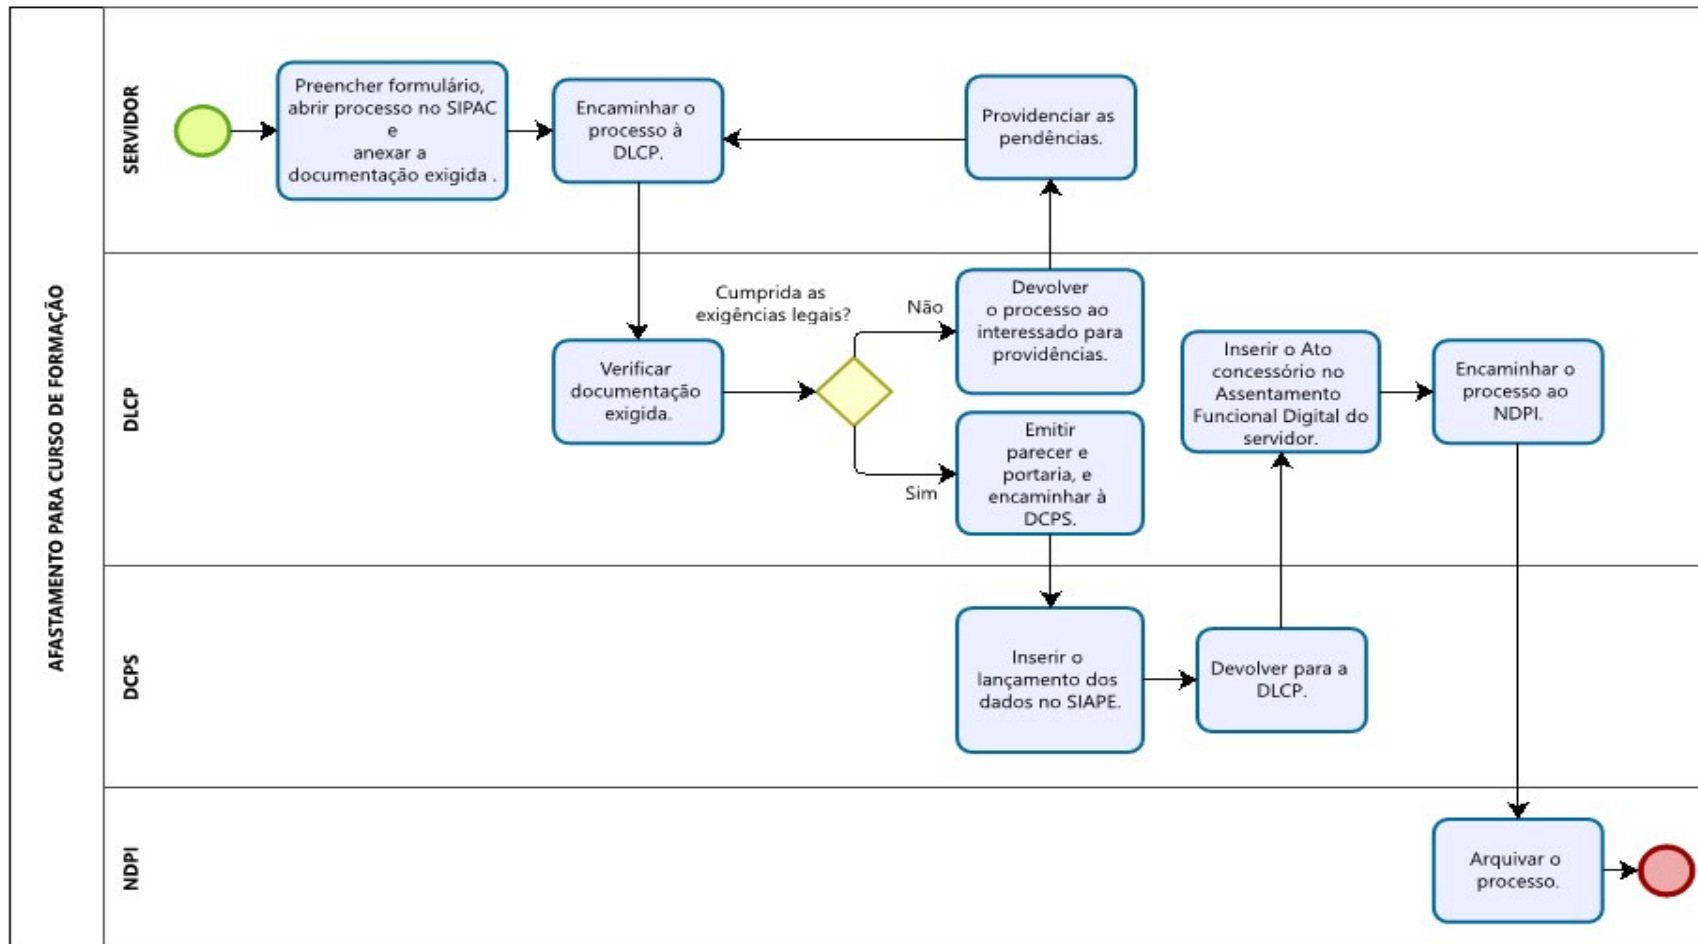 AFASTAMENTO PARA CURSO DE FORMAÇÃO
SERVIDOR
Preencher formulário,
abrir processo no SIPAC
e
anexar a
documentação exigida .
Encaminhar o
processo à
DLCP.
Providenciar as
pendências.
DLCP
Verificar
documentação
exigida.
Cumprida as
exigências legais?
Não
Sim
Devolver
o processo ao
interessado para
providências.
Emitir
parecer e
portaria, e
encaminhar à
DCPS.
Inserir o Ato
concessório no
Assentamento
Funcional Digital do
servidor.
Encaminhar o
processo ao
NDPI.
DCPS
Inserir o
lançamento dos
dados no SIAPE.
Devolver para a
DLCP.
NDPI
Arquivar o
processo.